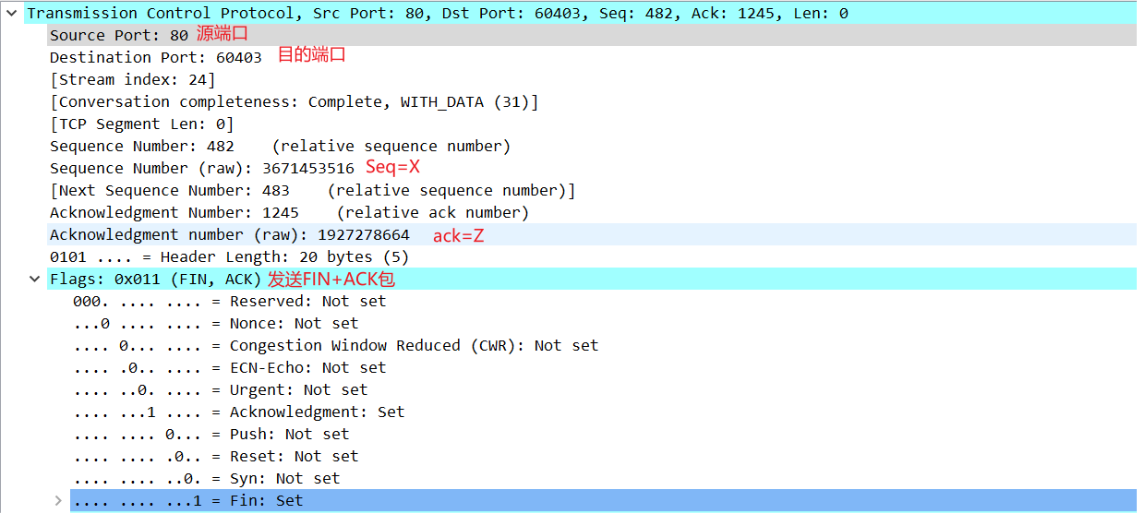 Transmission Control Protocol, Src Port: 80, Dst Port: 60403, Seq: 482, Ack: 1245, Len: 0
Source Port: 80 源端口
Destination Port: 60403 目的端口
[Stream index: 24]
[Conversation completeness: Complete, WITH_DATA (31)]
[TCP Segment Len: 0]
Sequence Number: 482    (relative sequence number)
Sequence Number (raw): 3671453516 Seq=X
[Next Sequence Number: 483    (relative sequence number)]
Acknowledgment Number: 1245    (relative ack number)
Acknowledgment number (raw): 1927278664 ack=Z
0101 .... = Header Length: 20 bytes (5)
Flags: 0x011 (FIN, ACK) 发送FIN+ACK包
000. .... .... = Reserved: Not set
...0 .... .... = Nonce: Not set
.... 0... .... = Congestion Window Reduced (CWR): Not set
.... .0.. .... = ECN-Echo: Not set
.... ..0. .... = Urgent: Not set
.... ...1 .... = Acknowledgment: Set
.... .... 0... = Push: Not set
.... .... .0.. = Reset: Not set
.... .... ..0. = Syn: Not set
.... .... ...1 = Fin: Set